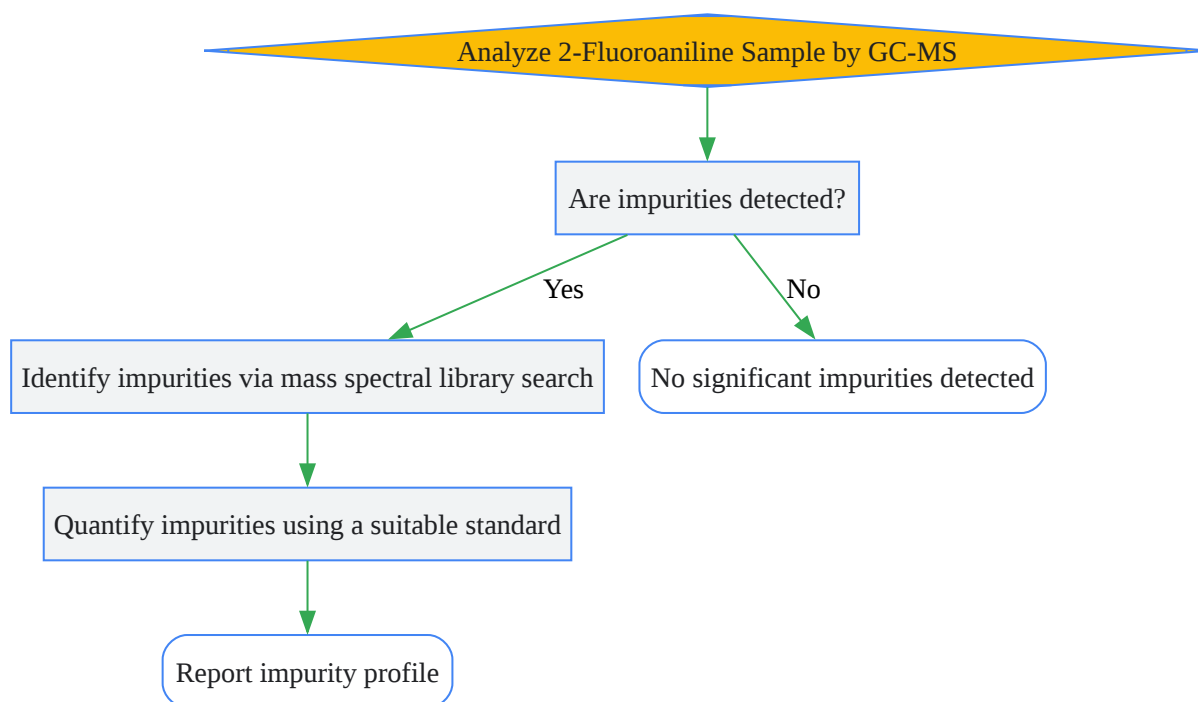 Analyze 2-Fluoroaniline Sample by GC-MS
Are impurities detected?
Yes
No
Identify impurities via mass spectral library search
No significant impurities detected
Quantify impurities using a suitable standard
Report impurity profile